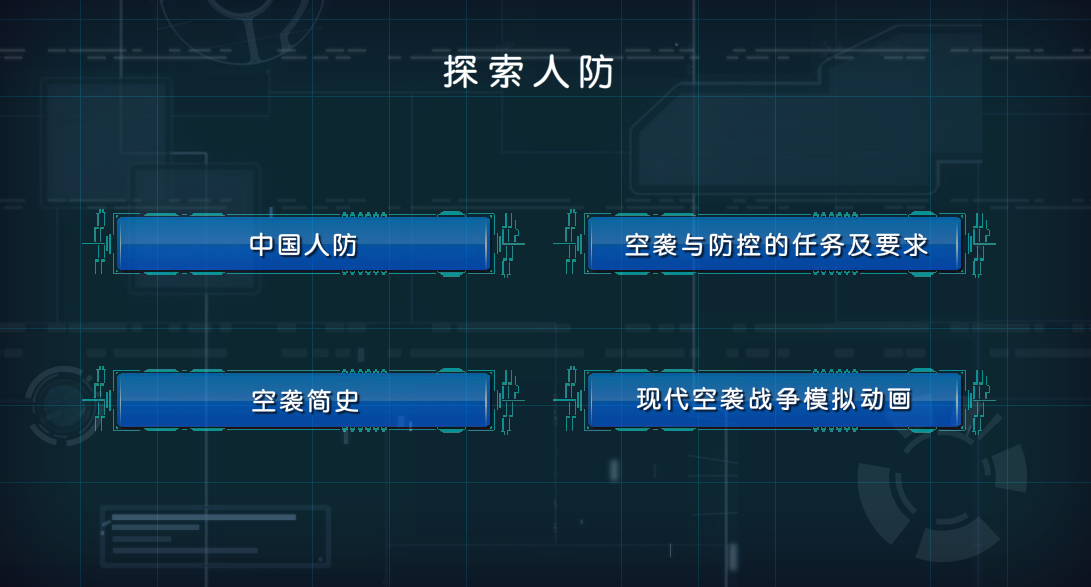 探索人防
中国人防
空袭与防控的任务及要求
空袭简史
现代空袭战争模拟动画